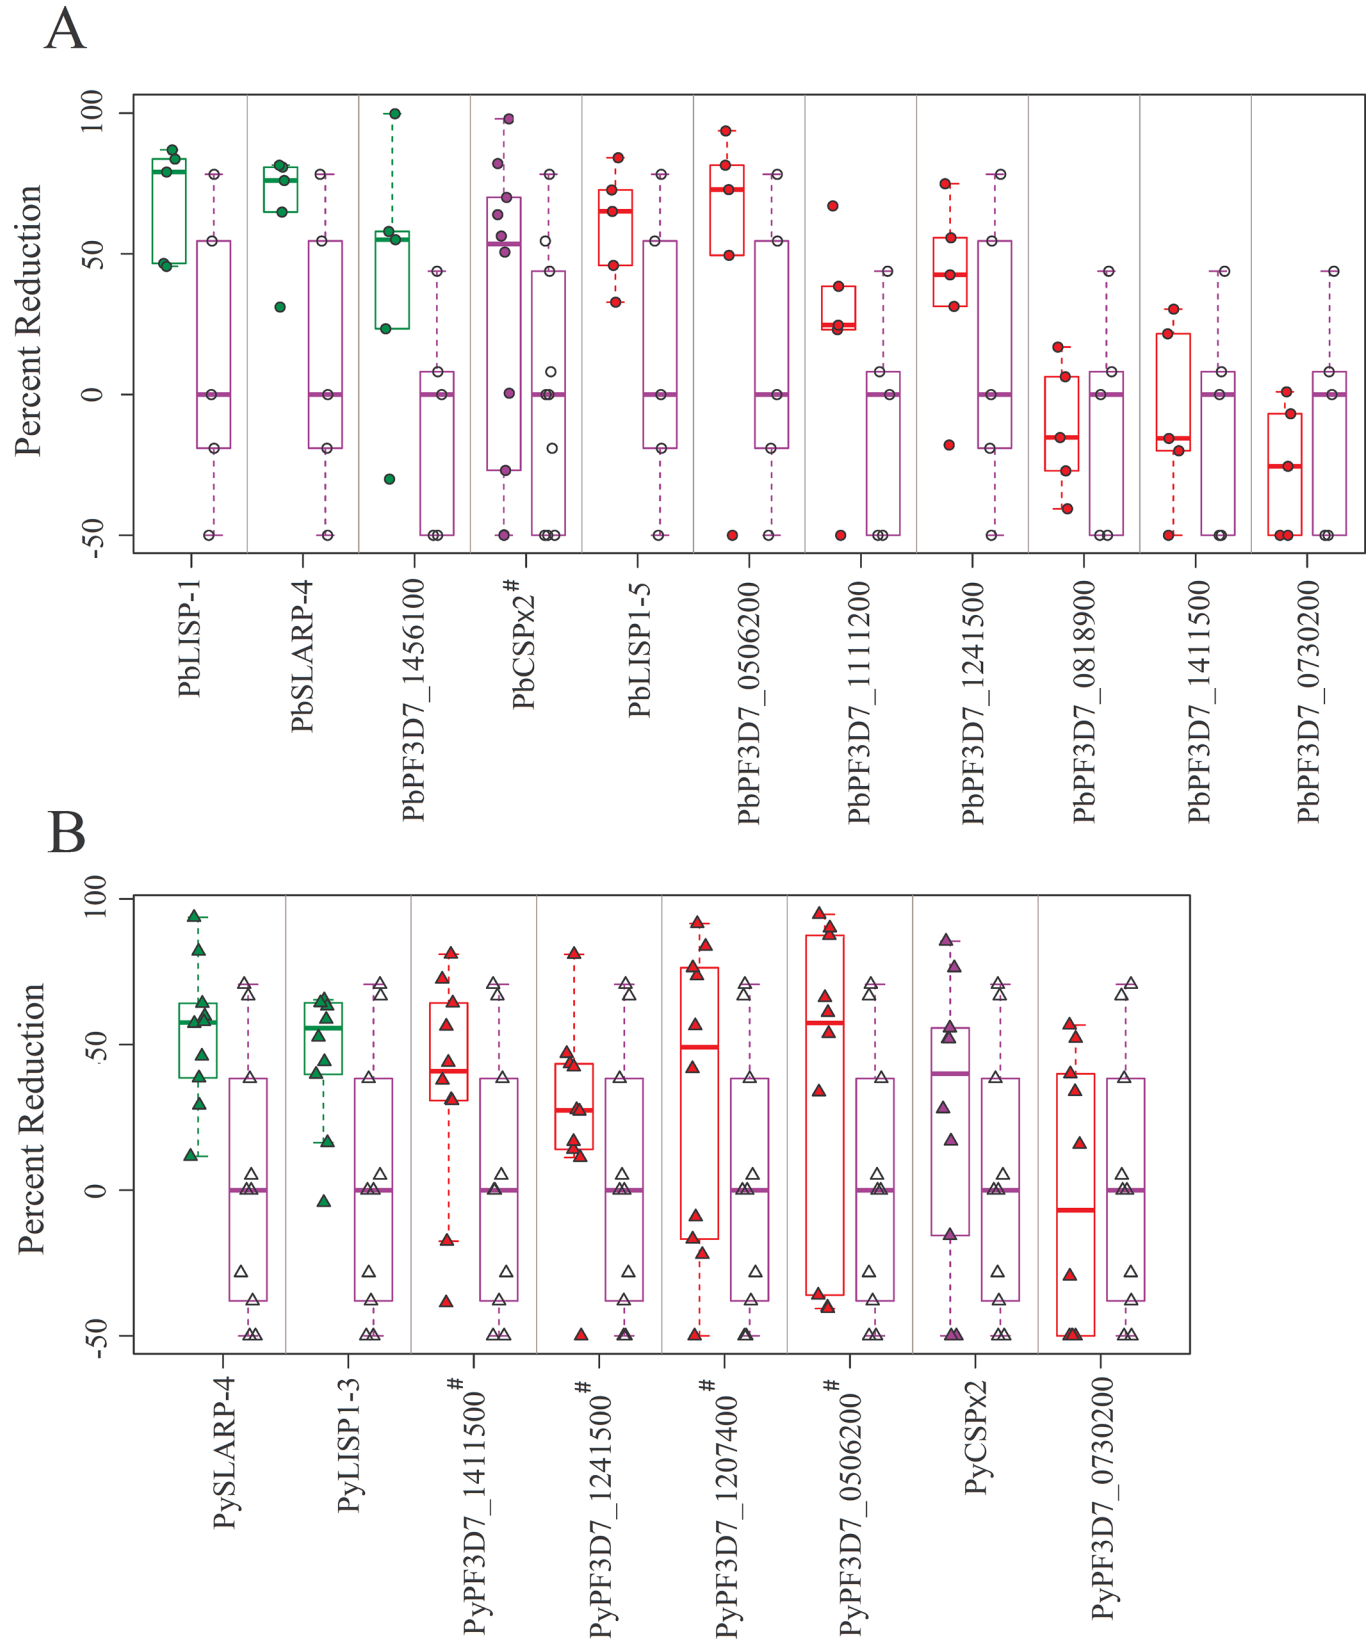 A
Percent Reduction
100
50
0
-50
PbLISP-1
PbSLARP-4
PbPF3D7_1456100
PbCSPx2#
PbLISP1-5
PbPF3D7_0506200
PbPF3D7_1111200
PbPF3D7_1241500
PbPF3D7_0818900
PbPF3D7_1411500
PbPF3D7_0730200
B
Percent Reduction
100
50
0
-50
PySLARP-4
PyLISP1-3
PyPF3D7_1411500#
PyPF3D7_1241500#
PyPF3D7_1207400#
PyPF3D7_0506200#
PyCSPx2
PyPF3D7_0730200